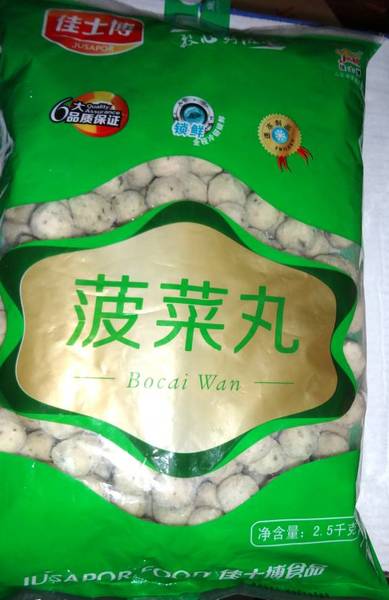 佳士博
JUSAPOR
6大
Quality &
Assurance
品质保证
锁鲜
菠菜丸
Bocai Wan
净含量：2.5千克
JUSAPOR FOOD 佳士博食品